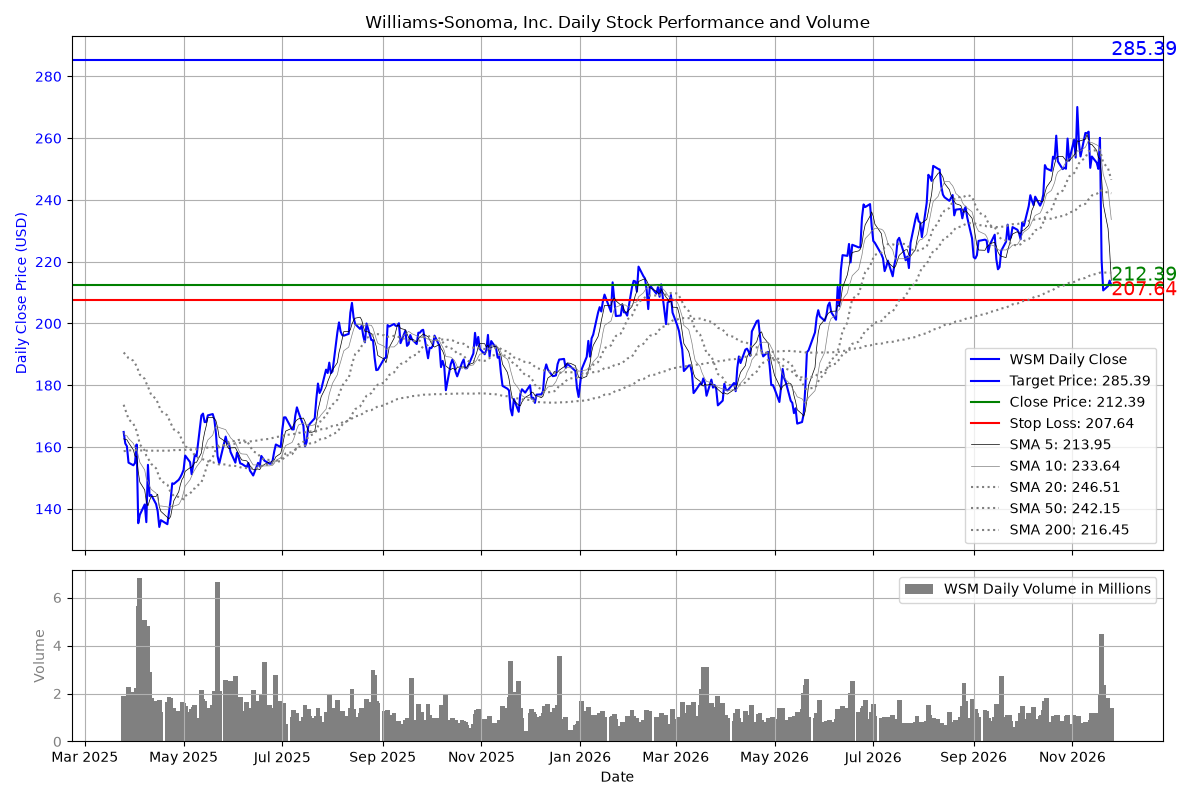 Williams-Sonoma, Inc. Daily Stock Performance and Volume
285.39
280
260
240
220
200
180
160
140
Daily Close Price (USD)
212.39
207.64
WSM Daily Close
Target Price: 285.39
Close Price: 212.39
Stop Loss: 207.64
SMA 5: 213.95
SMA 10: 233.64
SMA 20: 246.51
SMA 50: 242.15
SMA 200: 216.45
WSM Daily Volume in Millions
6
4
2
0
Volume
Mar 2025 May 2025 Jul 2025 Sep 2025 Nov 2025 Jan 2026 Mar 2026 May 2026 Jul 2026 Sep 2026 Nov 2026
Date